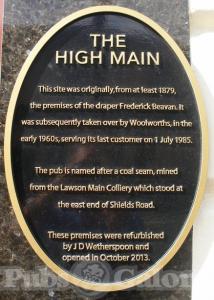 THE
HIGH MAIN
This site was originally, from at least 1879,
the premises of the draper Frederick Beavan. It
was subsequently taken over by Woolworths, in the
early 1960s, serving its last customer on 1 July 1985.
The pub is named after a coal seam, mined
from the Lawson Main Colliery which stood at
the east end of Shields Road.
These premises were refurbished
by J D Wetherspoon and
opened in October 2013.